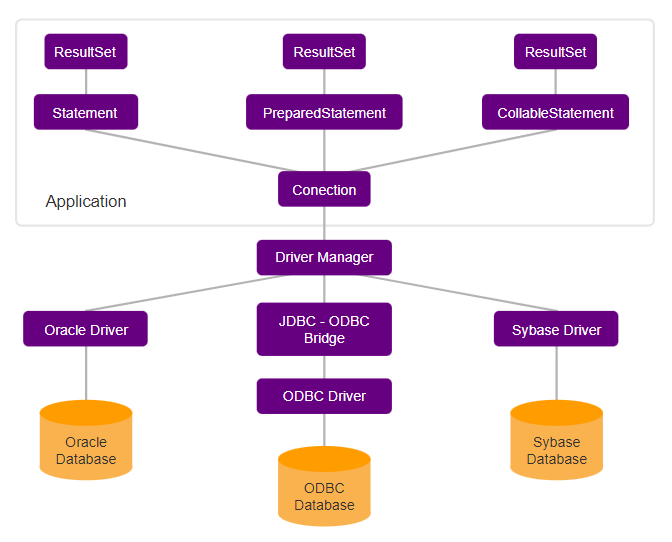 ResultSet
ResultSet
ResultSet
Statement
PreparedStatement
CollableStatement
Conection
Application
Driver Manager
Oracle Driver
JDBC - ODBC
Bridge
Sybase Driver
ODBC Driver
Oracle
Database
Sybase
Database
ODBC
Database